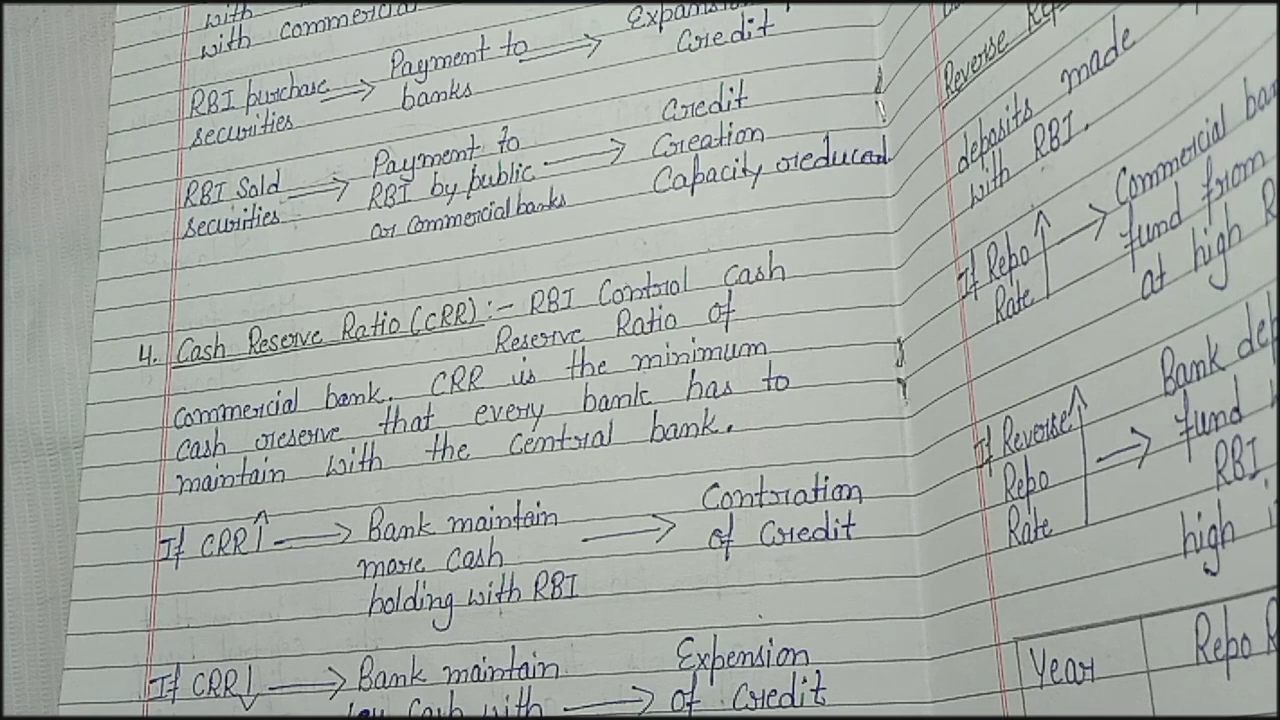 with
with commercial
RBI purchase → Payment to → Expansion
securities banks Credit
RBI Sold → Payment to → Credit
securities RBI by public Creation
or commercial banks Capacity reduced
4. Cash Reserve Ratio (CRR) :- RBI Control Cash
Reserve Ratio of
commercial bank. CRR is the minimum
cash reserve that every bank has to
maintain with the central bank.
If CRR↑ → Bank maintain → Contration
more cash of Credit
holding with RBI
If CRR↓ → Bank maintain → Expension
Cash with of Credit
Reverse Rep
deposits made
with RBI.
If Repo ↑ → Commercial ban
Rate fund from
at high R
If Reverse ↑ → Bank dep
Repo fund
Rate RBI
high i
Year Repo R